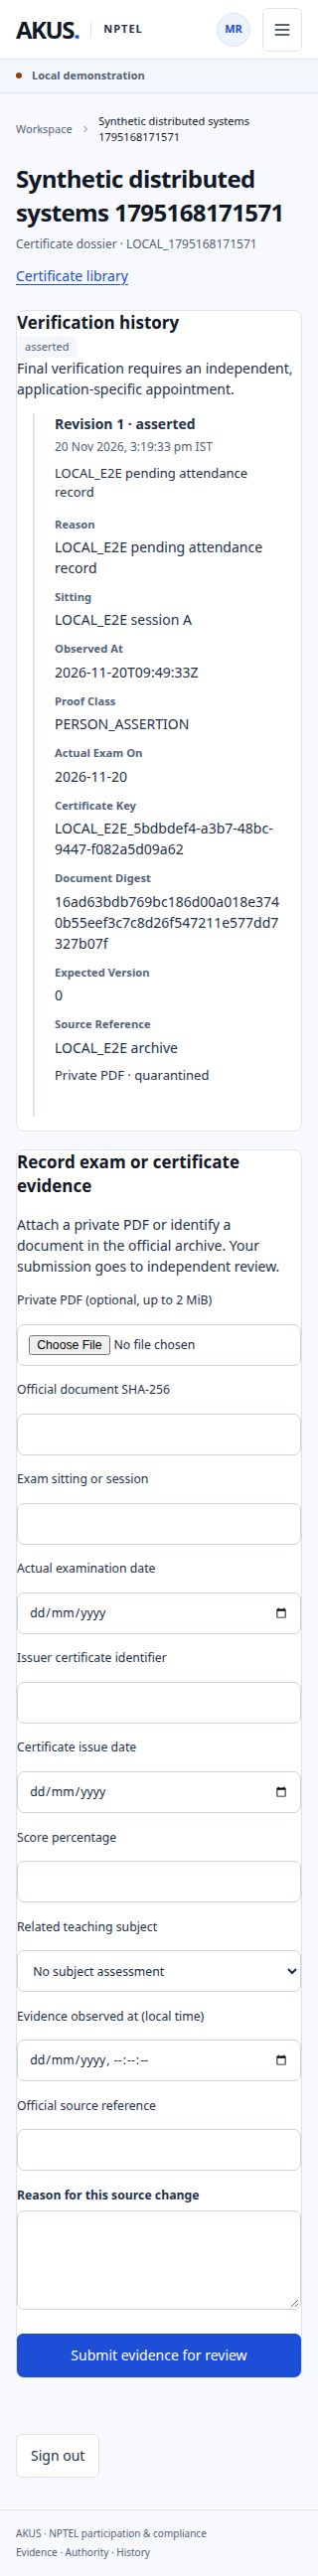 AKUS. NPTEL MR
Local demonstration
Workspace › Synthetic distributed systems
1795168171571
Synthetic distributed
systems 1795168171571
Certificate dossier · LOCAL_1795168171571
Certificate library
Verification history
asserted
Final verification requires an independent,
application-specific appointment.
Revision 1 · asserted
20 Nov 2026, 3:19:33 pm IST
LOCAL_E2E pending attendance
record
Reason
LOCAL_E2E pending attendance
record
Sitting
LOCAL_E2E session A
Observed At
2026-11-20T09:49:33Z
Proof Class
PERSON_ASSERTION
Actual Exam On
2026-11-20
Certificate Key
LOCAL_E2E_5bdbdef4-a3b7-48bc-
9447-f082a5d09a62
Document Digest
16ad63bdb769bc186d00a018e374
0b55eef3c7c8d26f547211e577dd7
327b07f
Expected Version
0
Source Reference
LOCAL_E2E archive
Private PDF · quarantined
Record exam or certificate
evidence
Attach a private PDF or identify a
document in the official archive. Your
submission goes to independent review.
Private PDF (optional, up to 2 MiB)
Choose File No file chosen
Official document SHA-256
Exam sitting or session
Actual examination date
dd/mm/yyyy
Issuer certificate identifier
Certificate issue date
dd/mm/yyyy
Score percentage
Related teaching subject
No subject assessment
Evidence observed at (local time)
dd/mm/yyyy, --:--:--
Official source reference
Reason for this source change
Submit evidence for review
Sign out
AKUS · NPTEL participation & compliance
Evidence · Authority · History